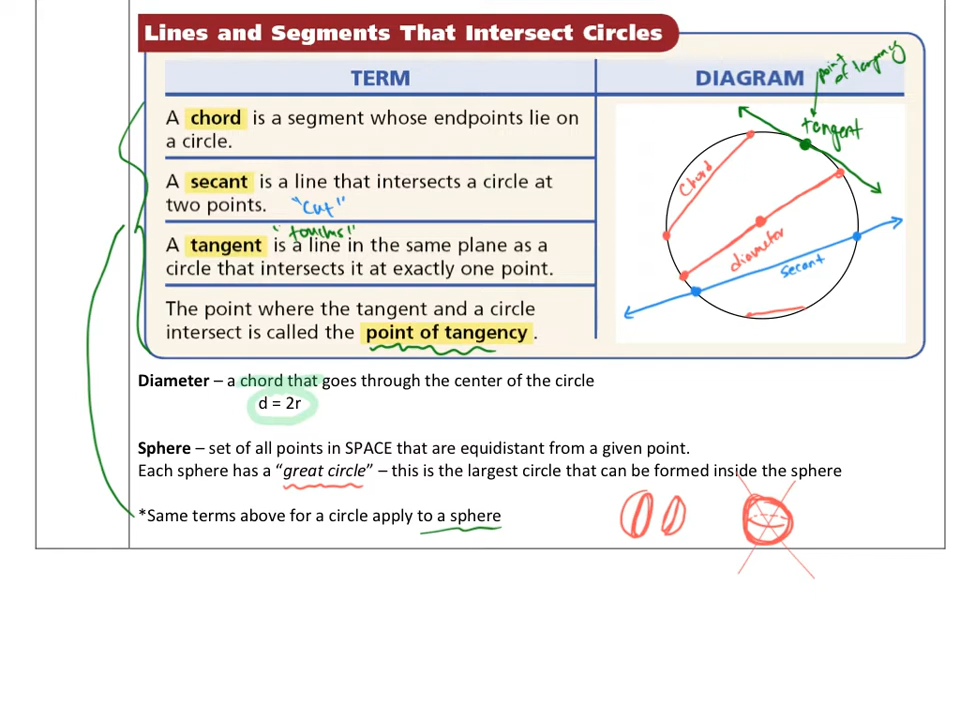 Lines and Segments That Intersect Circles
TERM
DIAGRAM
point
of tangency
A chord is a segment whose endpoints lie on
a circle.
A secant is a line that intersects a circle at
two points. "cut"
"touches!"
A tangent is a line in the same plane as a
circle that intersects it at exactly one point.
The point where the tangent and a circle
intersect is called the point of tangency.
tangent
chord
diameter
secant
Diameter – a chord that goes through the center of the circle
d = 2r
Sphere – set of all points in SPACE that are equidistant from a given point.
Each sphere has a “great circle” – this is the largest circle that can be formed inside the sphere
*Same terms above for a circle apply to a sphere